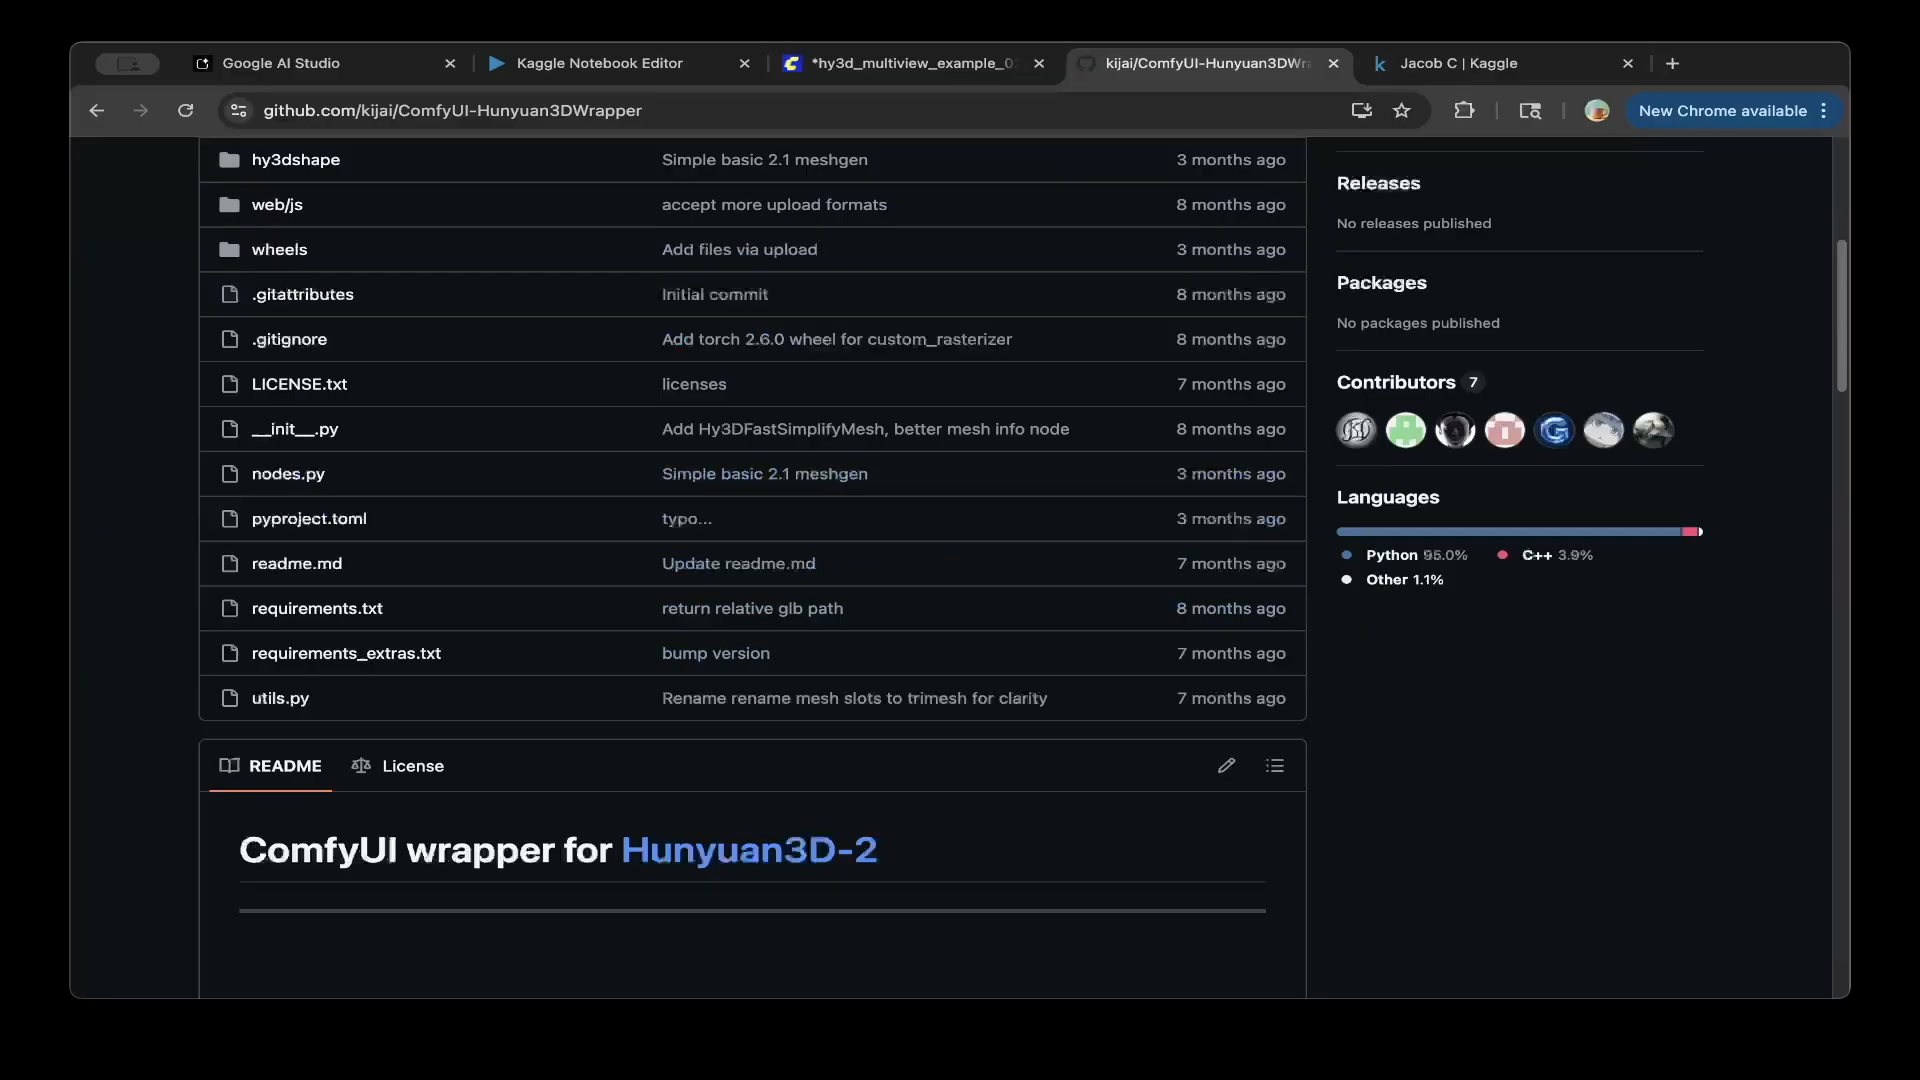 Google AI Studio
Kaggle Notebook Editor
*hy3d_multiview_example_0
kijai/ComfyUI-Hunyuan3DWr
Jacob C | Kaggle
github.com/kijai/ComfyUI-Hunyuan3DWrapper
New Chrome available
hy3dshape Simple basic 2.1 meshgen 3 months ago
web/js accept more upload formats 8 months ago
wheels Add files via upload 3 months ago
.gitattributes Initial commit 8 months ago
.gitignore Add torch 2.6.0 wheel for custom_rasterizer 8 months ago
LICENSE.txt licenses 7 months ago
__init__.py Add Hy3DFastSimplifyMesh, better mesh info node 8 months ago
nodes.py Simple basic 2.1 meshgen 3 months ago
pyproject.toml typo... 3 months ago
readme.md Update readme.md 7 months ago
requirements.txt return relative glb path 8 months ago
requirements_extras.txt bump version 7 months ago
utils.py Rename rename mesh slots to trimesh for clarity 7 months ago
README License
ComfyUI wrapper for Hunyuan3D-2
Releases
No releases published
Packages
No packages published
Contributors 7
Languages
Python 95.0% C++ 3.9%
Other 1.1%